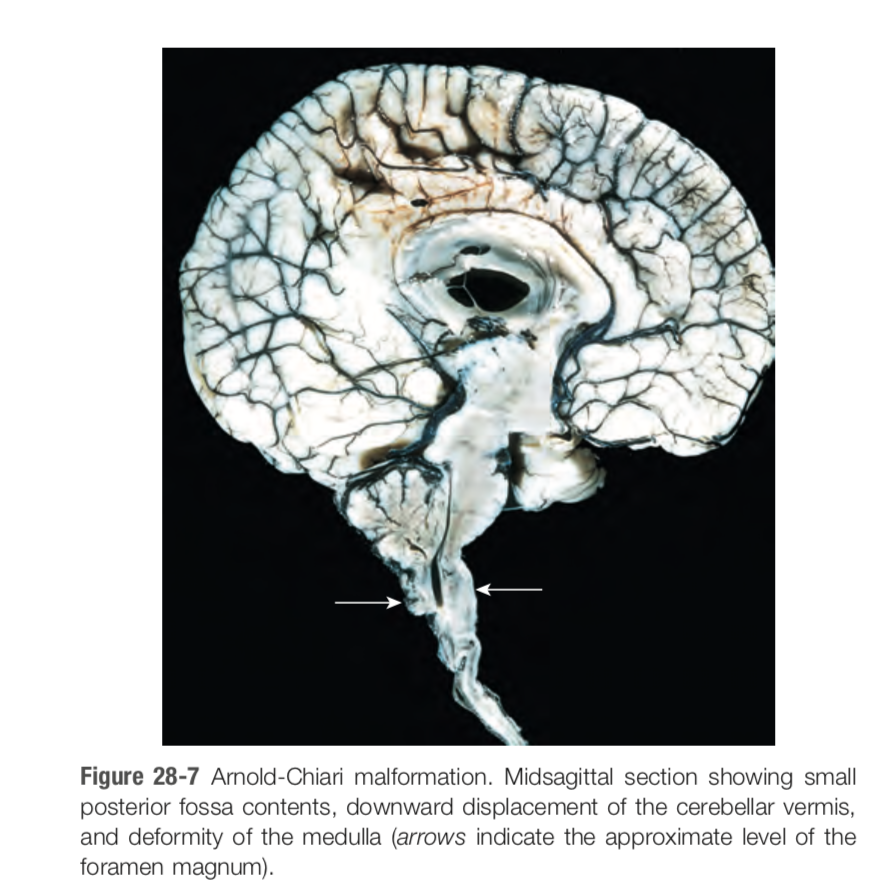 Figure 28-7 Arnold-Chiari malformation. Midsagittal section showing small
posterior fossa contents, downward displacement of the cerebellar vermis,
and deformity of the medulla (arrows indicate the approximate level of the
foramen magnum).